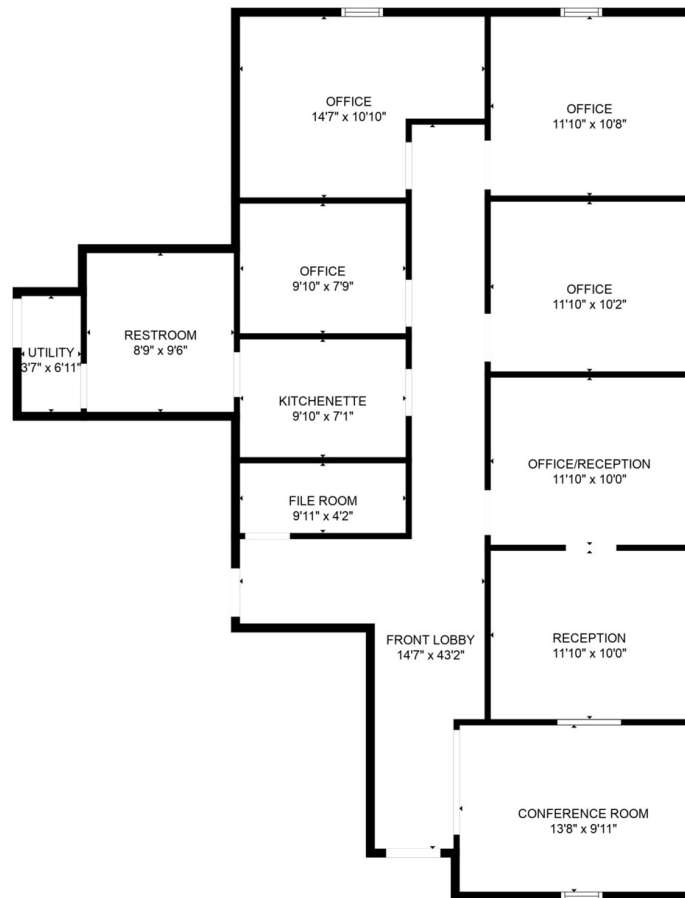 OFFICE
14'7" x 10'10"
OFFICE
11'10" x 10'8"
OFFICE
9'10" x 7'9"
OFFICE
11'10" x 10'2"
RESTROOM
8'9" x 9'6"
UTILITY
3'7" x 6'11"
KITCHENETTE
9'10" x 7'1"
OFFICE/RECEPTION
11'10" x 10'0"
FILE ROOM
9'11" x 4'2"
FRONT LOBBY
14'7" x 43'2"
RECEPTION
11'10" x 10'0"
CONFERENCE ROOM
13'8" x 9'11"